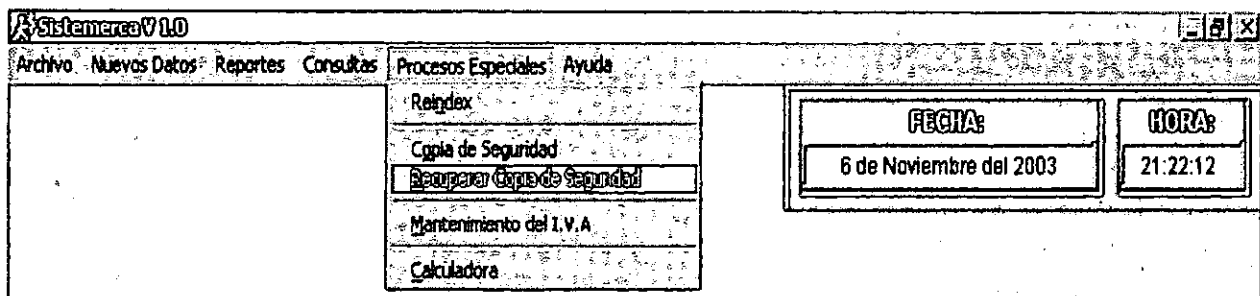 Sistemerca V 1.0
Archivo Nuevos Datos Reportes Consultas Procesos Especiales Ayuda
Reindex
Copia de Seguridad
Recuperar Copia de Seguridad
Mantenimiento del I.V.A
Calculadora
FECHA: HORA:
6 de Noviembre del 2003 21:22:12